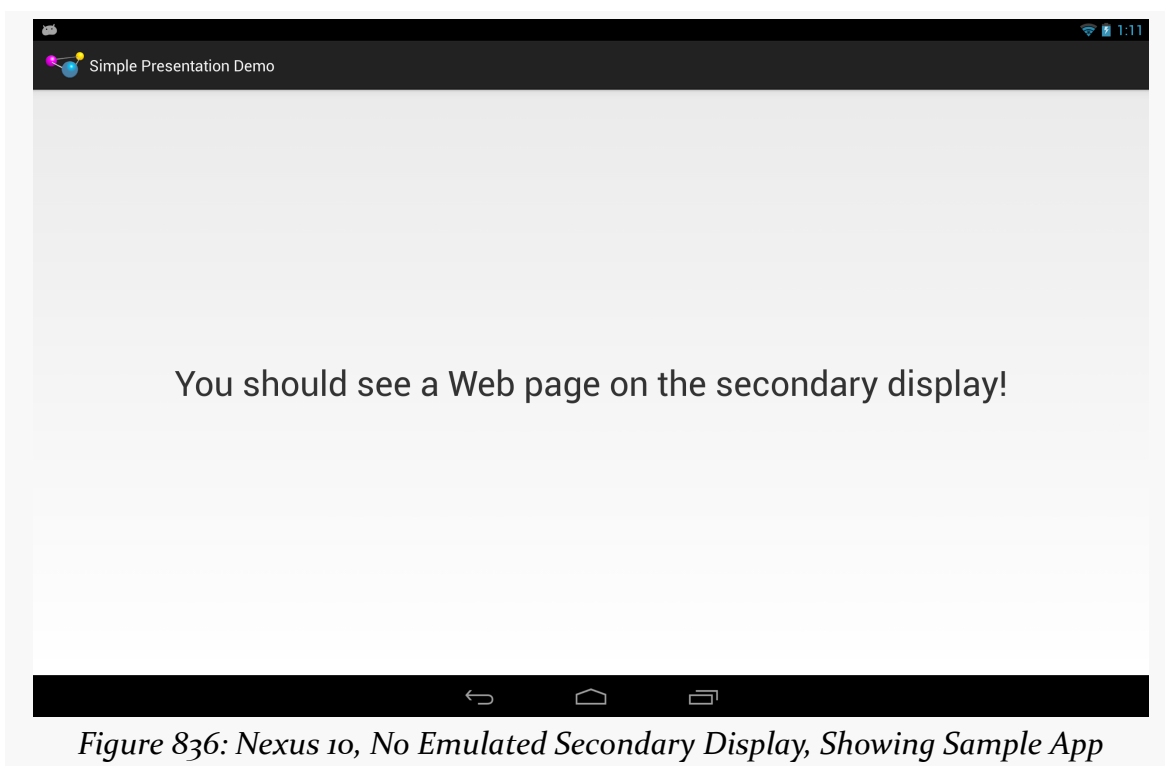 1:11
Simple Presentation Demo
You should see a Web page on the secondary display!
Figure 836: Nexus 10, No Emulated Secondary Display, Showing Sample App